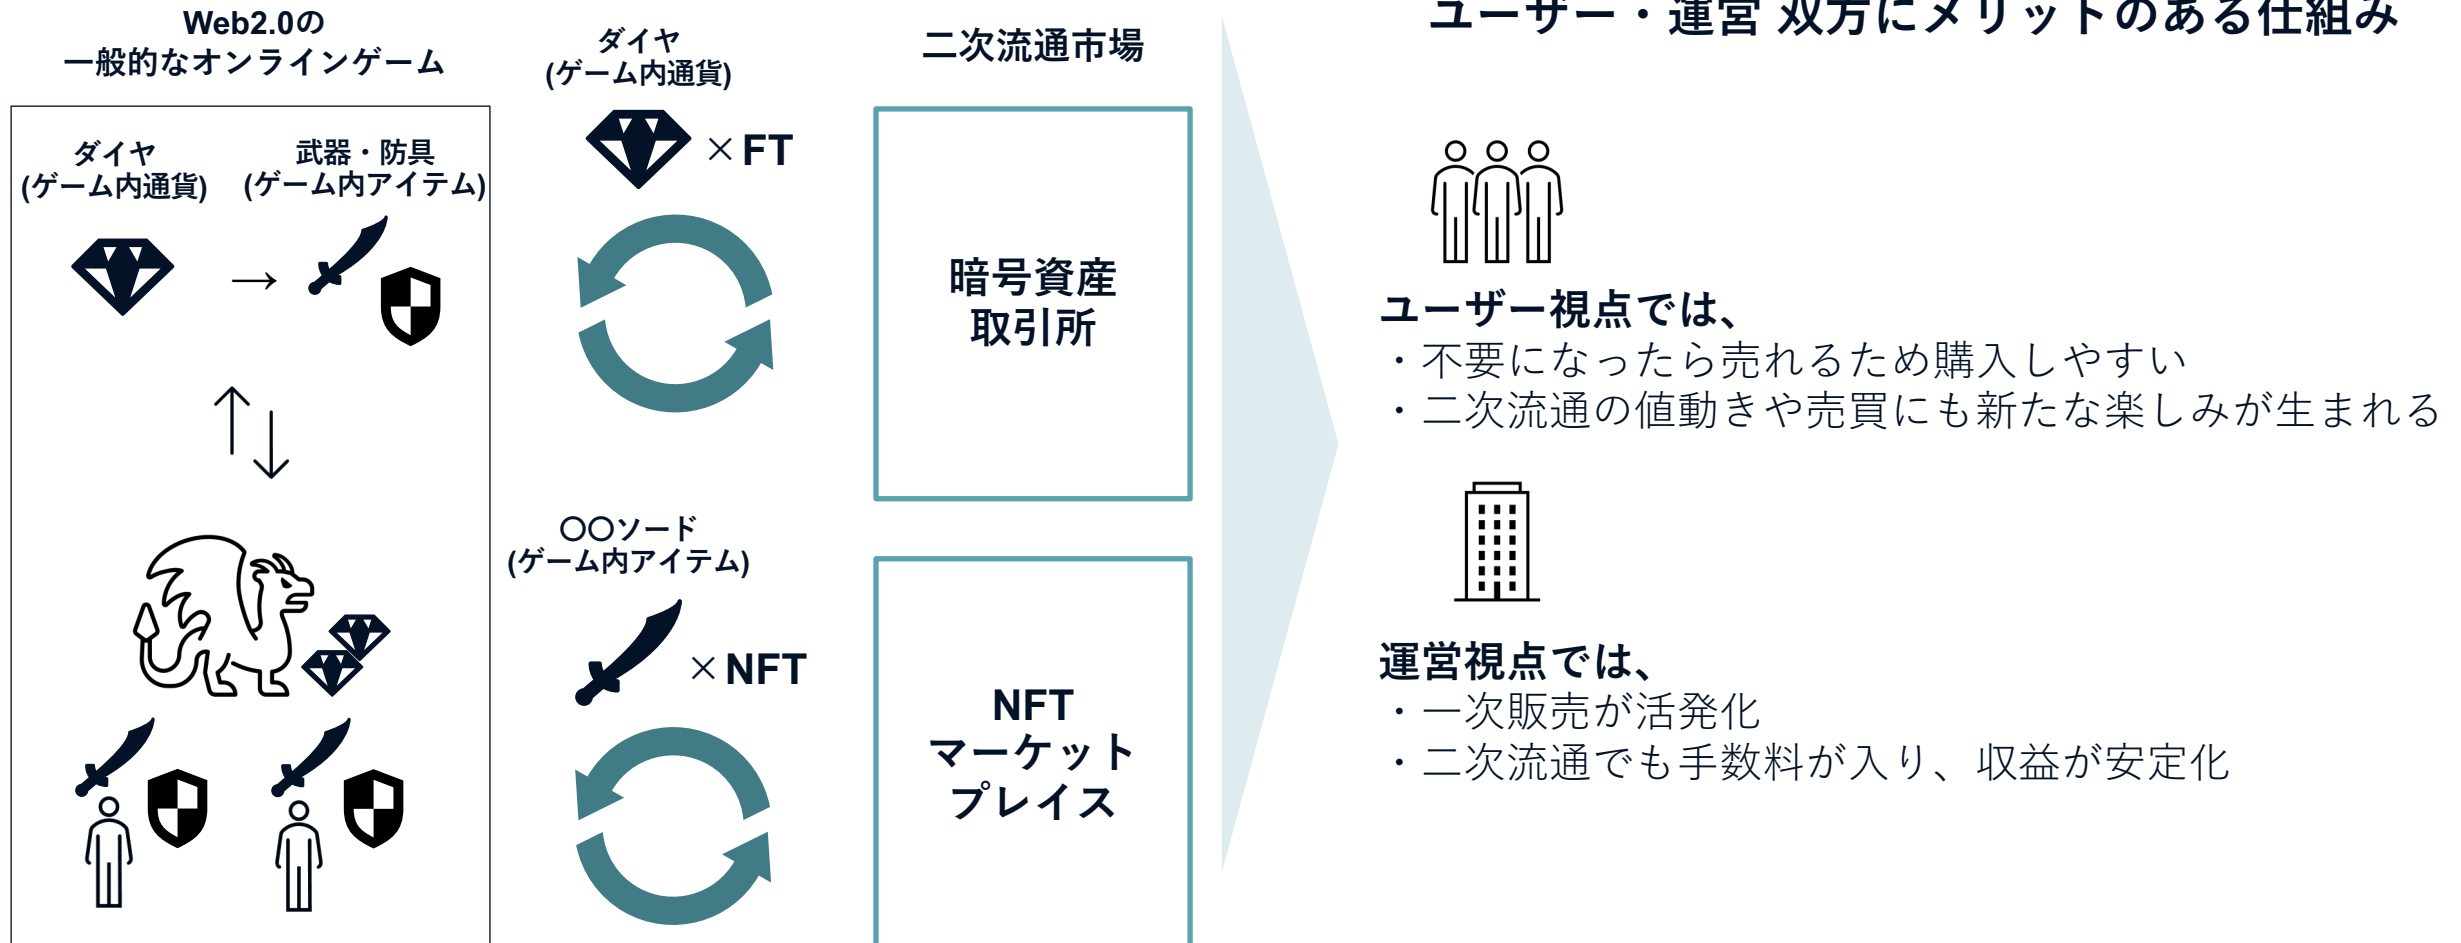 Web2.0の
一般的なオンラインゲーム
ダイヤ
(ゲーム内通貨)
武器・防具
(ゲーム内アイテム)
→
ダイヤ
(ゲーム内通貨)
×FT
〇〇ソード
(ゲーム内アイテム)
×NFT
二次流通市場
暗号資産
取引所
NFT
マーケット
プレイス
ユーザー・運営 双方にメリットのある仕組み
ユーザー視点では、
・不要になったら売れるため購入しやすい
・二次流通の値動きや売買にも新たな楽しみが生まれる
運営視点では、
・一次販売が活発化
・二次流通でも手数料が入り、収益が安定化